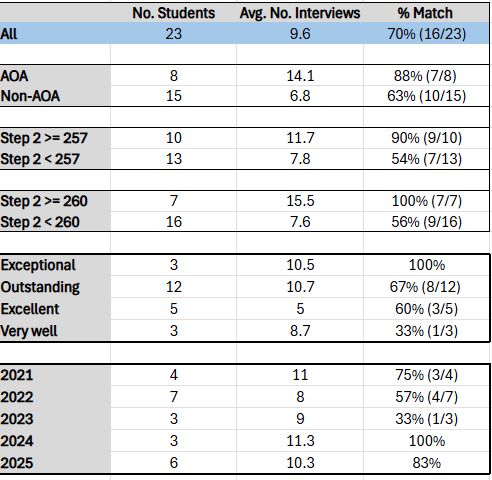 No. Students Avg. No. Interviews % Match
All 23 9.6 70% (16/23)
AOA 8 14.1 88% (7/8)
Non-AOA 15 6.8 63% (10/15)
Step 2 >= 257 10 11.7 90% (9/10)
Step 2 < 257 13 7.8 54% (7/13)
Step 2 >= 260 7 15.5 100% (7/7)
Step 2 < 260 16 7.6 56% (9/16)
Exceptional 3 10.5 100%
Outstanding 12 10.7 67% (8/12)
Excellent 5 5 60% (3/5)
Very well 3 8.7 33% (1/3)
2021 4 11 75% (3/4)
2022 7 8 57% (4/7)
2023 3 9 33% (1/3)
2024 3 11.3 100%
2025 6 10.3 83%